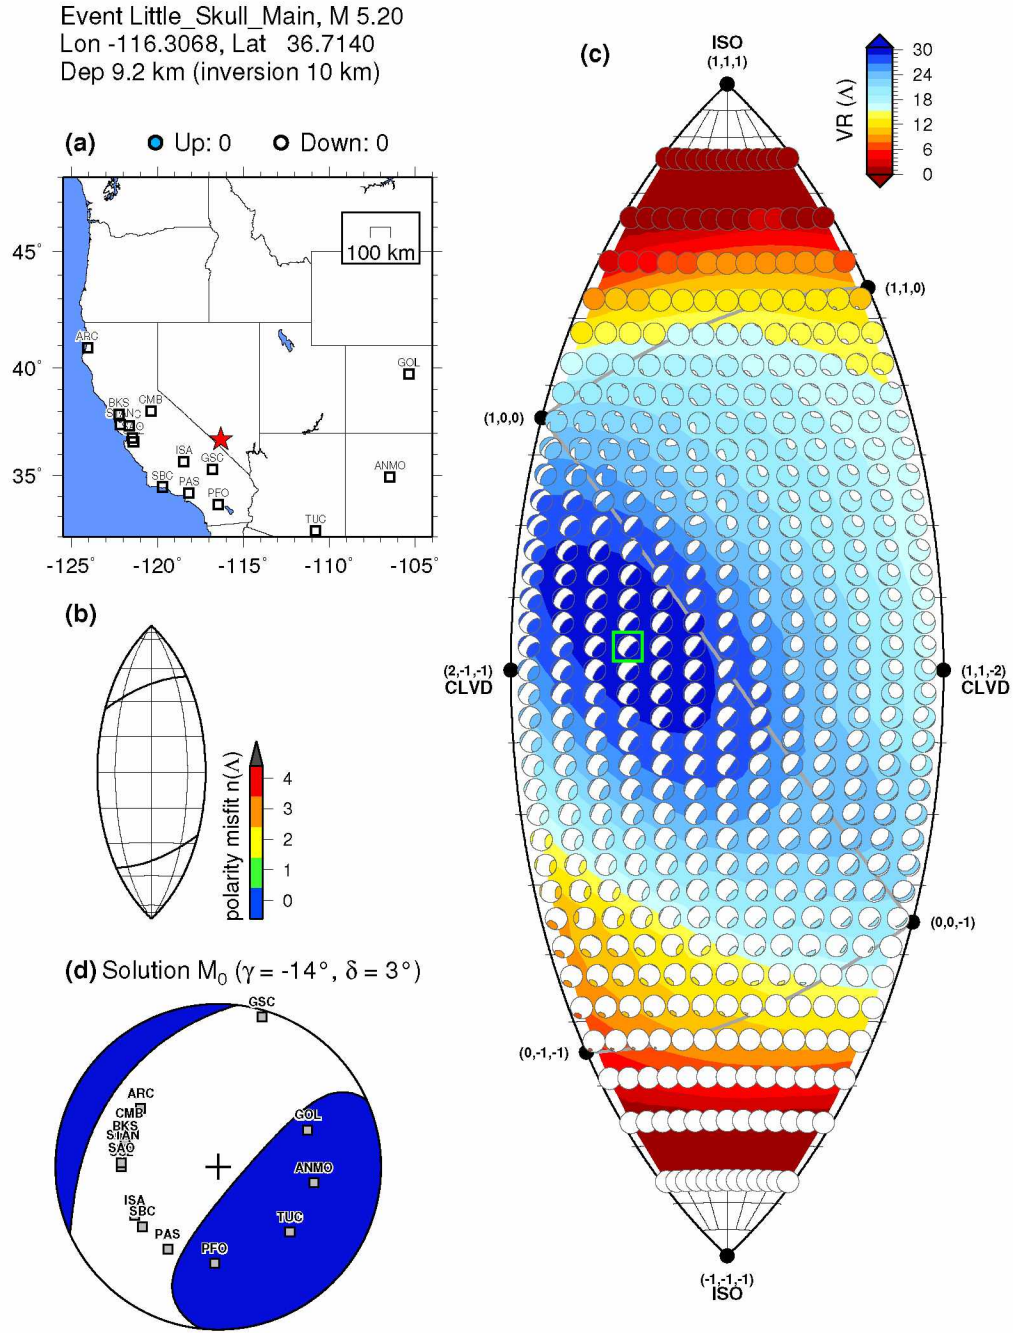 Event Little_Skull_Main, M 5.20
Lon -116.3068, Lat 36.7140
Dep 9.2 km (inversion 10 km)
(a) Up: 0 Down: 0
45°
40°
35°
-125° -120° -115° -110° -105°
100 km
ARC
GOL
CMB
BKS
ISA
GSC
ANMO
SBC
PAS
PFO
TUC
(b)
polarity misfit n(Λ)
4
3
2
1
0
(c)
ISO
(1,1,1)
VR (Λ)
30
24
18
12
6
0
(1,1,0)
(1,0,0)
(2,-1,-1)
CLVD
(1,1,-2)
CLVD
(0,0,-1)
(0,-1,-1)
(-1,-1,-1)
ISO
(d) Solution M0 (γ = -14°, δ = 3°)
GSC
ARC
CMB
BKS
SAO
GOL
ANMO
ISA
SBC
TUC
PAS
PFO